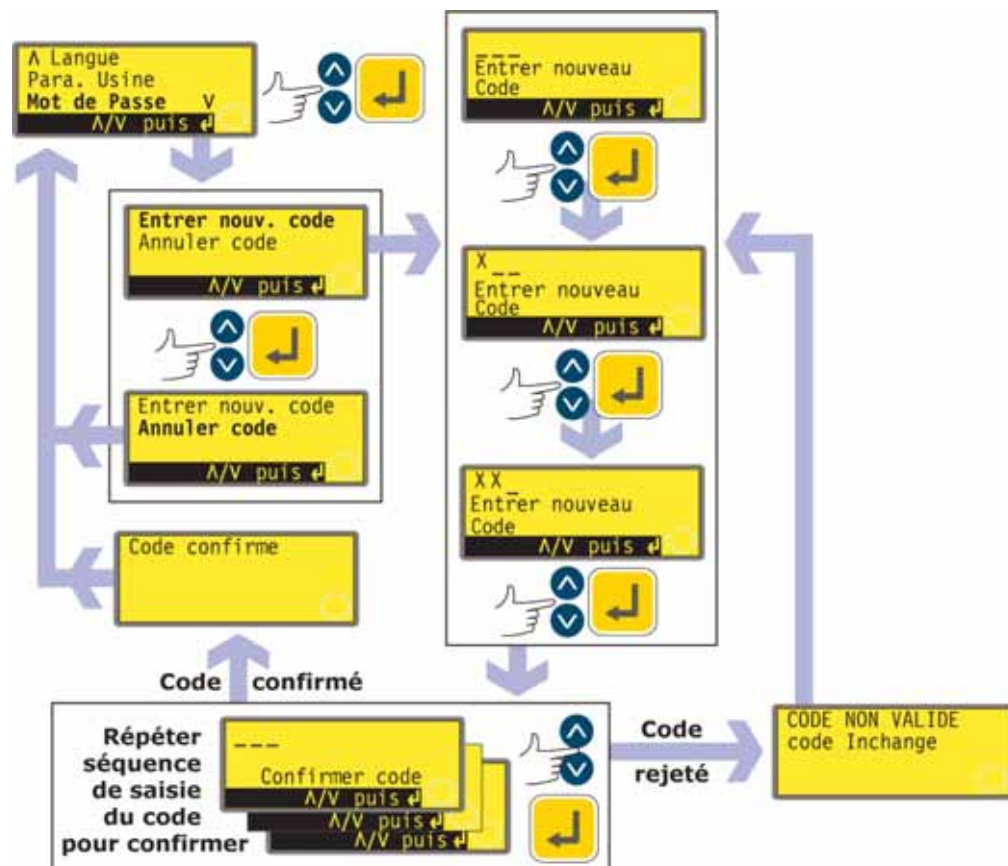 Λ Langue
Para. Usine
Mot de Passe V
Λ/V puis ↲
Entrer nouv. code
Annuler code
Λ/V puis ↲
Entrer nouv. code
Annuler code
Λ/V puis ↲
Code confirme
_ _ _
Entrer nouveau
Code
Λ/V puis ↲
X _ _
Entrer nouveau
Code
Λ/V puis ↲
X X _
Entrer nouveau
Code
Λ/V puis ↲
Code confirmé
Répéter
séquence
de saisie
du code
pour confirmer
_ _ _
Confirmer code
Λ/V puis ↲
Λ/V puis ↲
Λ/V puis ↲
Code
rejeté
CODE NON VALIDE
code Inchange